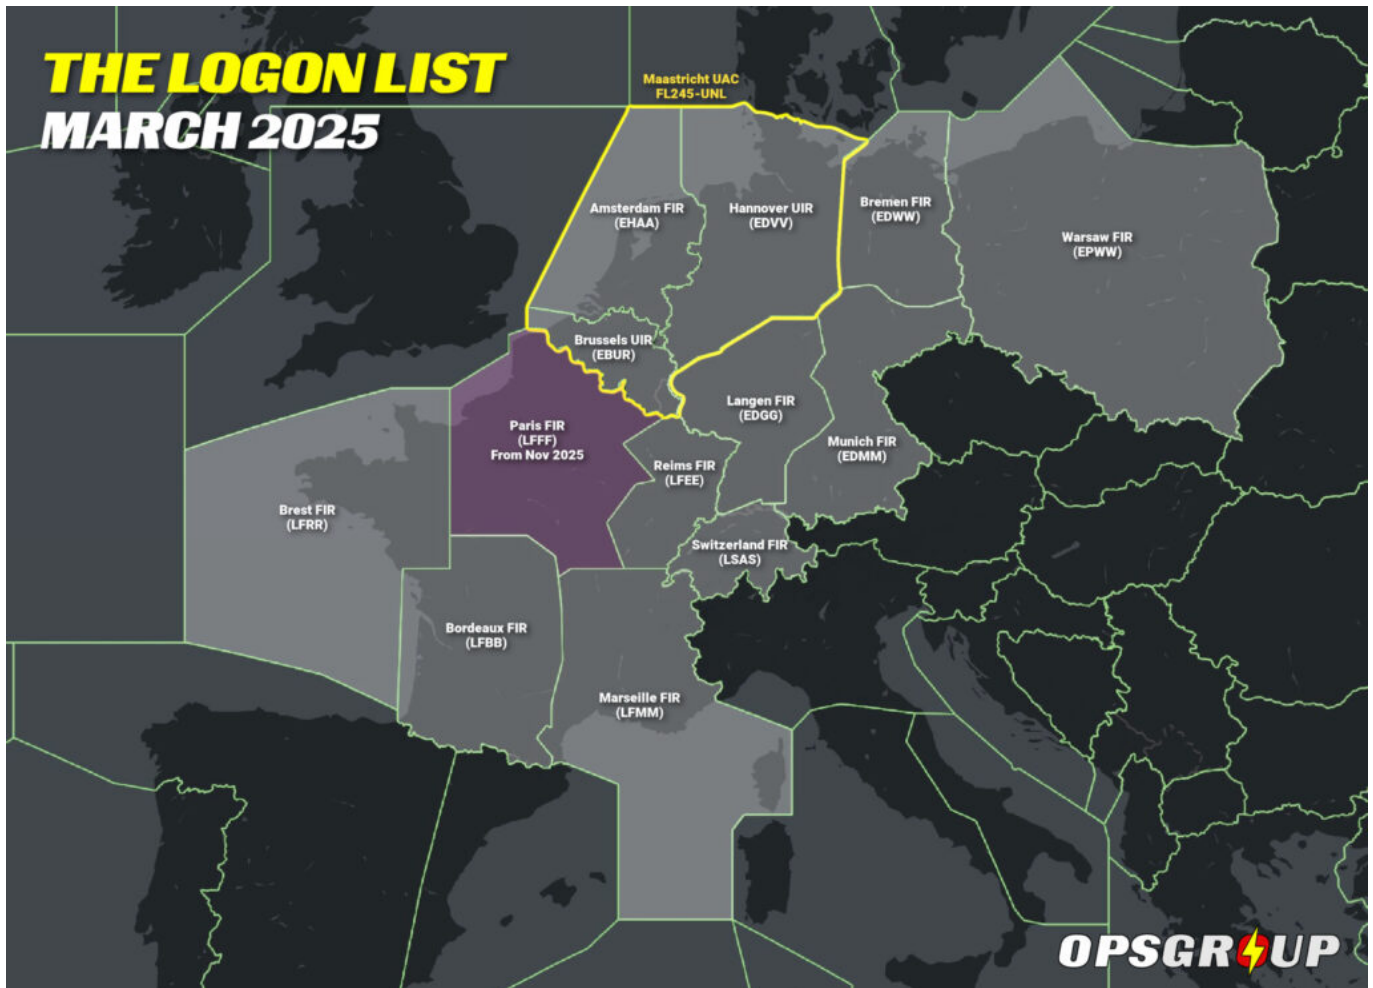 THE LOGON LIST
MARCH 2025
Maastricht UAC
FL245-UNL
Amsterdam FIR
(EHAA)
Hannover UIR
(EDVV)
Bremen FIR
(EDWW)
Warsaw FIR
(EPWW)
Brussels UIR
(EBUR)
Langen FIR
(EDGG)
Paris FIR
(LFFF)
From Nov 2025
Munich FIR
(EDMM)
Reims FIR
(LFEE)
Brest FIR
(LFRR)
Switzerland FIR
(LSAS)
Bordeaux FIR
(LFBB)
Marseille FIR
(LFMM)
OPSGROUP